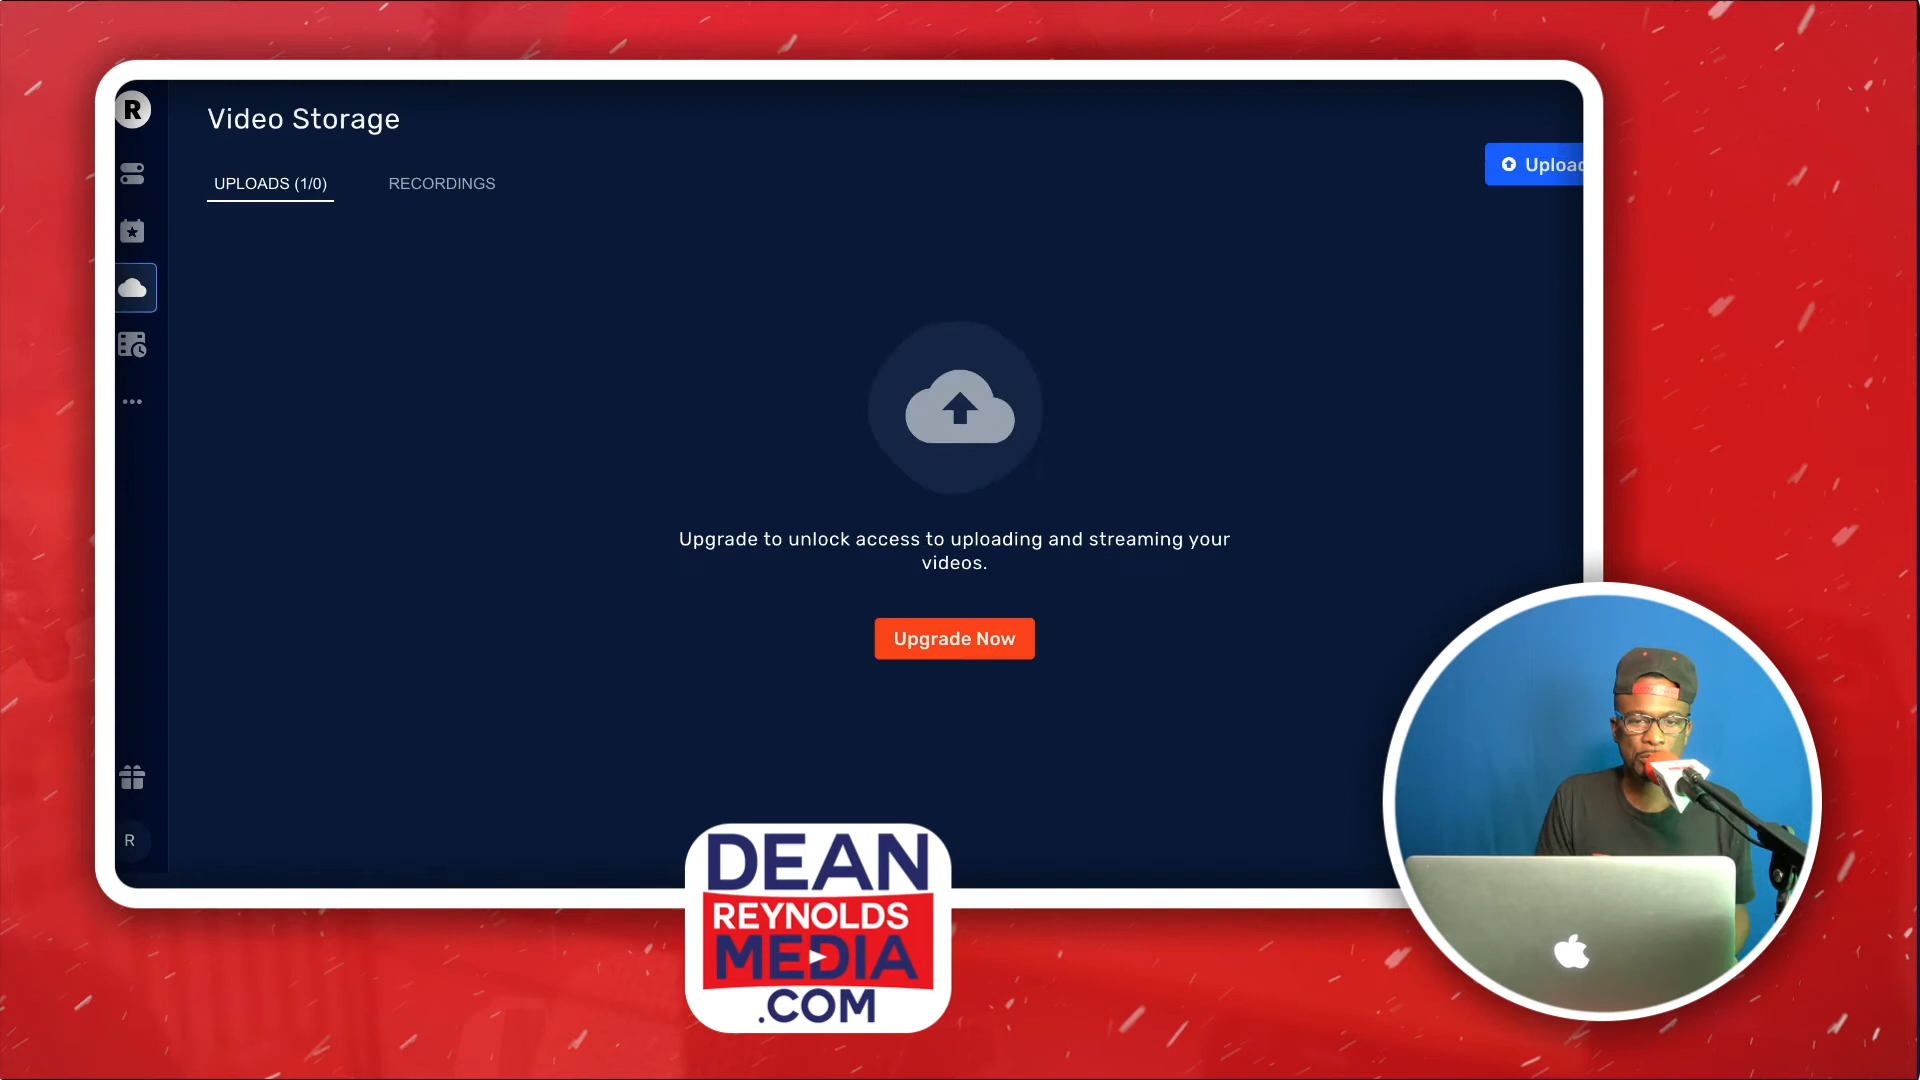 R
Video Storage
Upload
UPLOADS (1/0)
RECORDINGS
Upgrade to unlock access to uploading and streaming your
videos.
Upgrade Now
R
DEAN
REYNOLDS
MEDIA
.COM